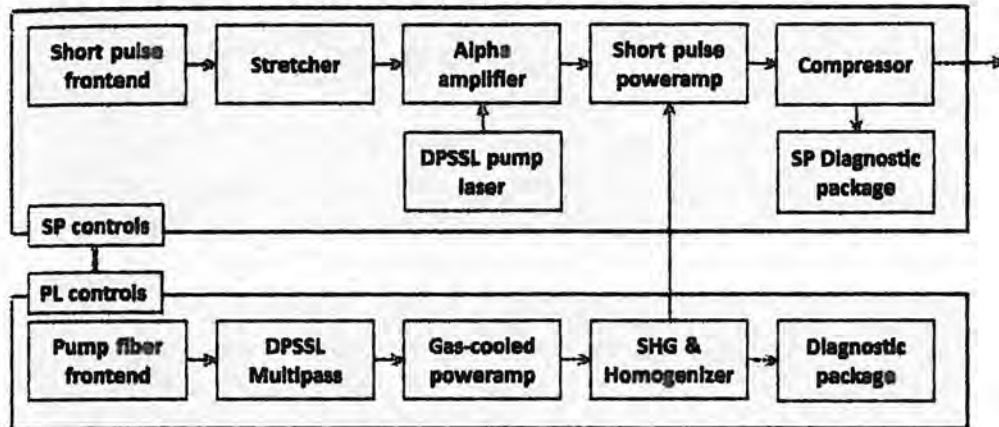 Short pulse
frontend
Stretcher
Alpha
amplifier
Short pulse
poweramp
Compressor
DPSSL pump
laser
SP Diagnostic
package
SP controls
PL controls
Pump fiber
frontend
DPSSL
Multipass
Gas-cooled
poweramp
SHG &
Homogenizer
Diagnostic
package